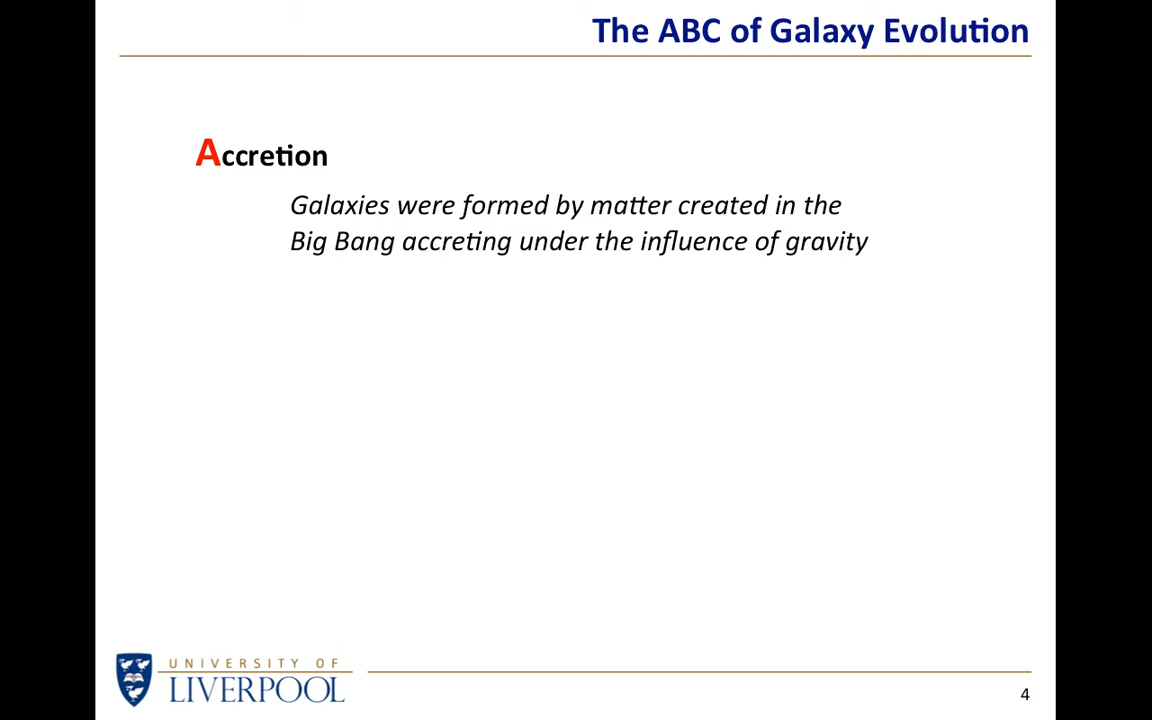 The ABC of Galaxy Evolution
Accretion
Galaxies were formed by matter created in the
Big Bang accreting under the influence of gravity
UNIVERSITY OF
LIVERPOOL
4